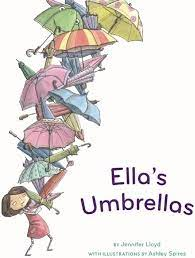 Ella's
Umbrellas
BY Jennifer Lloyd
WITH ILLUSTRATIONS BY Ashley Spires